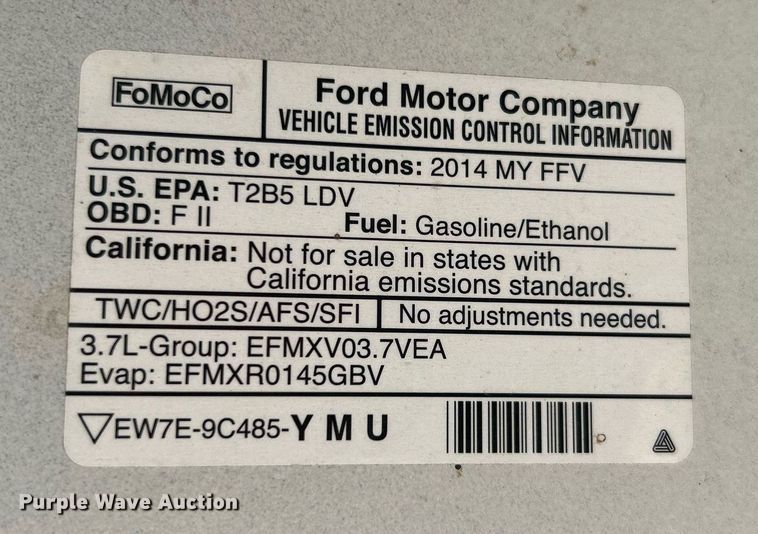 FoMoCo
Ford Motor Company
VEHICLE EMISSION CONTROL INFORMATION
Conforms to regulations: 2014 MY FFV
U.S. EPA: T2B5 LDV
OBD: F II Fuel: Gasoline/Ethanol
California: Not for sale in states with
California emissions standards.
TWC/HO2S/AFS/SFI No adjustments needed.
3.7L-Group: EFMXV03.7VEA
Evap: EFMXR0145GBV
EW7E-9C485-Y M U
Purple Wave Auction